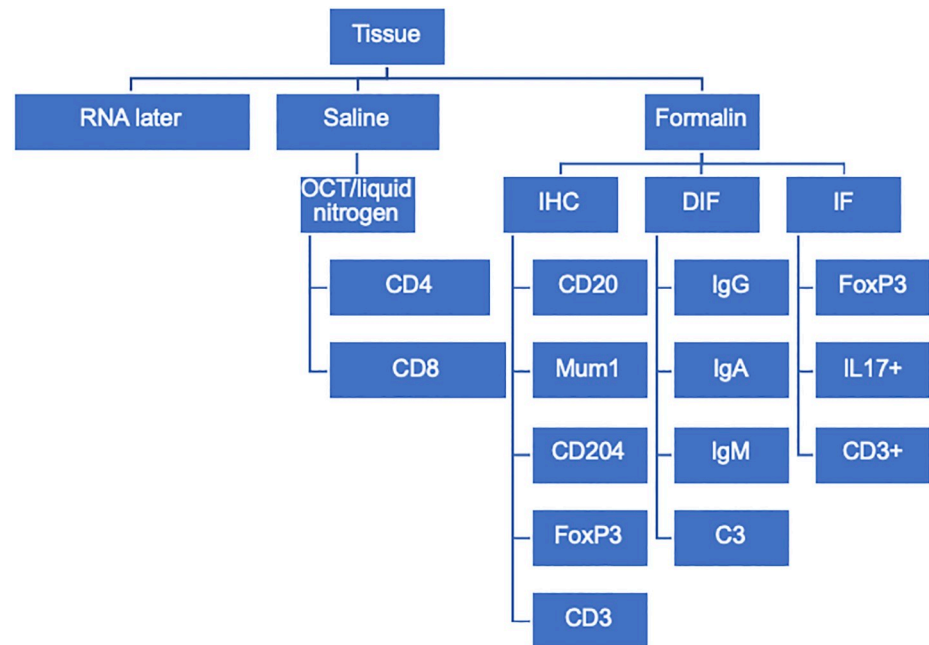 Tissue
RNA later
Saline
Formalin
OCT/liquid
nitrogen
IHC
DIF
IF
CD4
CD20
IgG
FoxP3
CD8
Mum1
IgA
IL17+
CD204
IgM
CD3+
FoxP3
C3
CD3